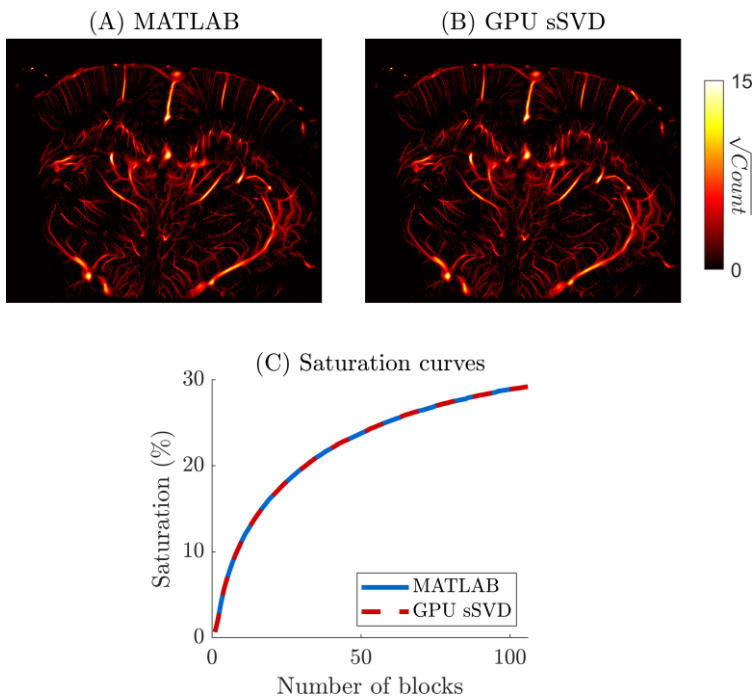 (A) MATLAB
(B) GPU sSVD
15
√Count
0
(C) Saturation curves
30
20
10
0
Saturation (%)
MATLAB
GPU sSVD
0
50
100
Number of blocks